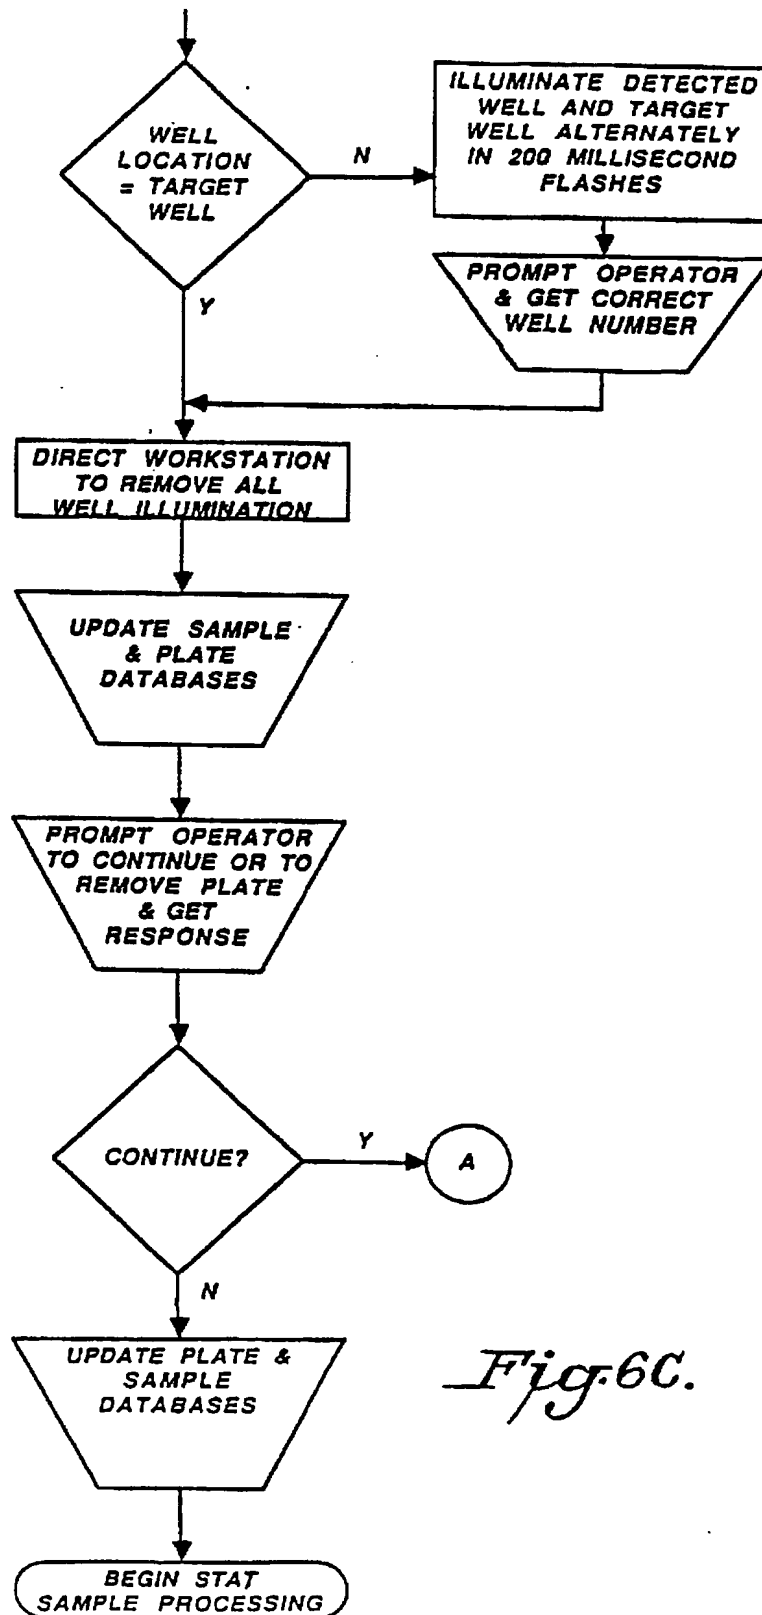 WELL
LOCATION
= TARGET
WELL
N
ILLUMINATE DETECTED
WELL AND TARGET
WELL ALTERNATELY
IN 200 MILLISECOND
FLASHES
PROMPT OPERATOR
& GET CORRECT
WELL NUMBER
Y
DIRECT WORKSTATION
TO REMOVE ALL
WELL ILLUMINATION
UPDATE SAMPLE
& PLATE
DATABASES
PROMPT OPERATOR
TO CONTINUE OR TO
REMOVE PLATE
& GET
RESPONSE
CONTINUE?
Y
A
N
UPDATE PLATE &
SAMPLE
DATABASES
Fig.6C.
BEGIN STAT
SAMPLE PROCESSING